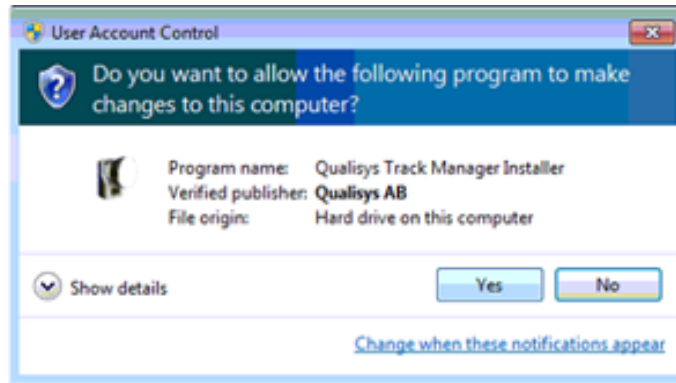 User Account Control
Do you want to allow the following program to make
changes to this computer?
Program name: Qualisys Track Manager Installer
Verified publisher: Qualisys AB
File origin: Hard drive on this computer
Show details Yes No
Change when these notifications appear